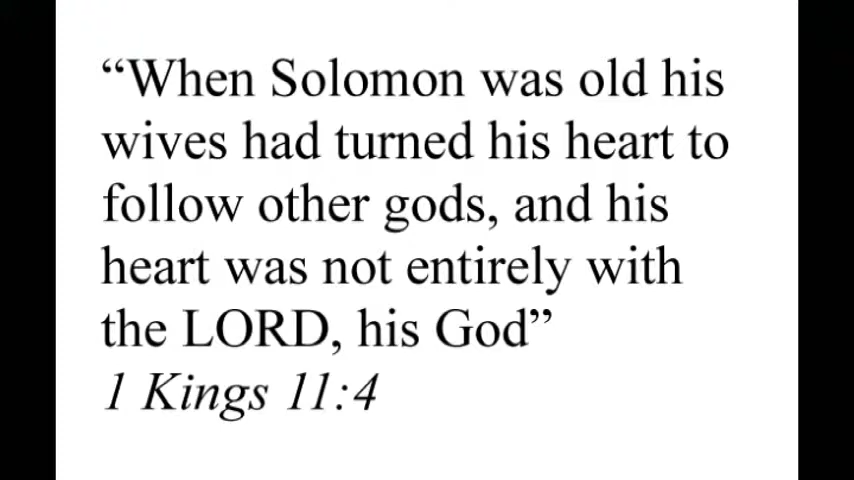 “When Solomon was old his
wives had turned his heart to
follow other gods, and his
heart was not entirely with
the LORD, his God”
1 Kings 11:4